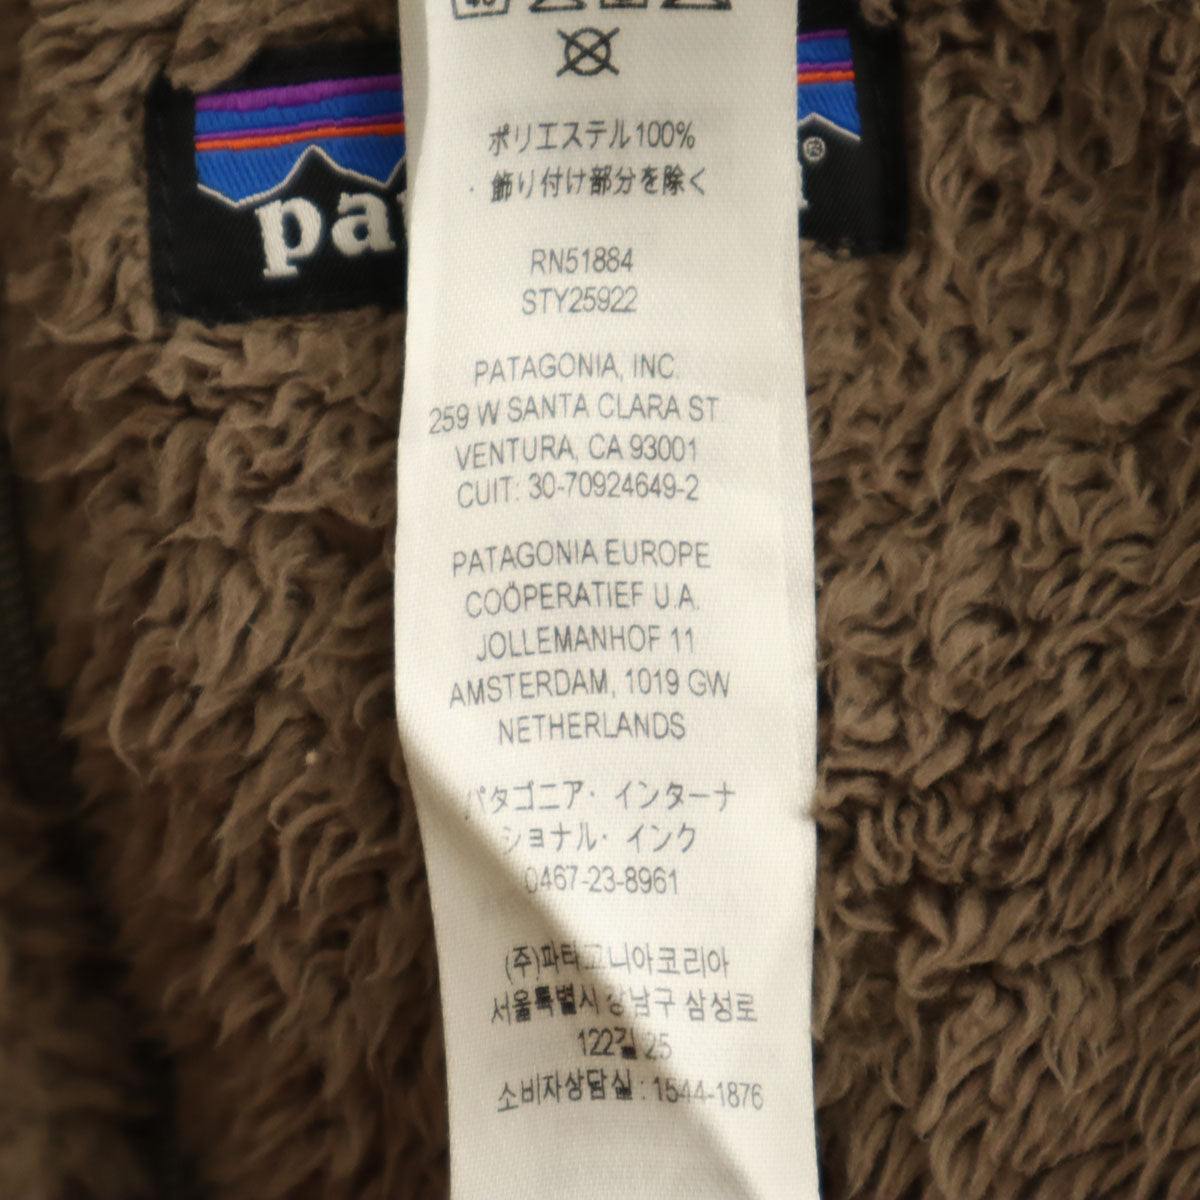 ポリエステル100%
・飾り付け部分を除く
RN51884
STY25922
PATAGONIA, INC.
259 W SANTA CLARA ST
VENTURA, CA 93001
CUIT: 30-70924649-2
PATAGONIA EUROPE
COÖPERATIEF U.A.
JOLLEMANHOF 11
AMSTERDAM, 1019 GW
NETHERLANDS
パタゴニア・インターナ
ショナル・インク
0467-23-8961
(주)파타고니아코리아
서울특별시 강남구 삼성로
122길 25
소비자상담실 : 1544-1876